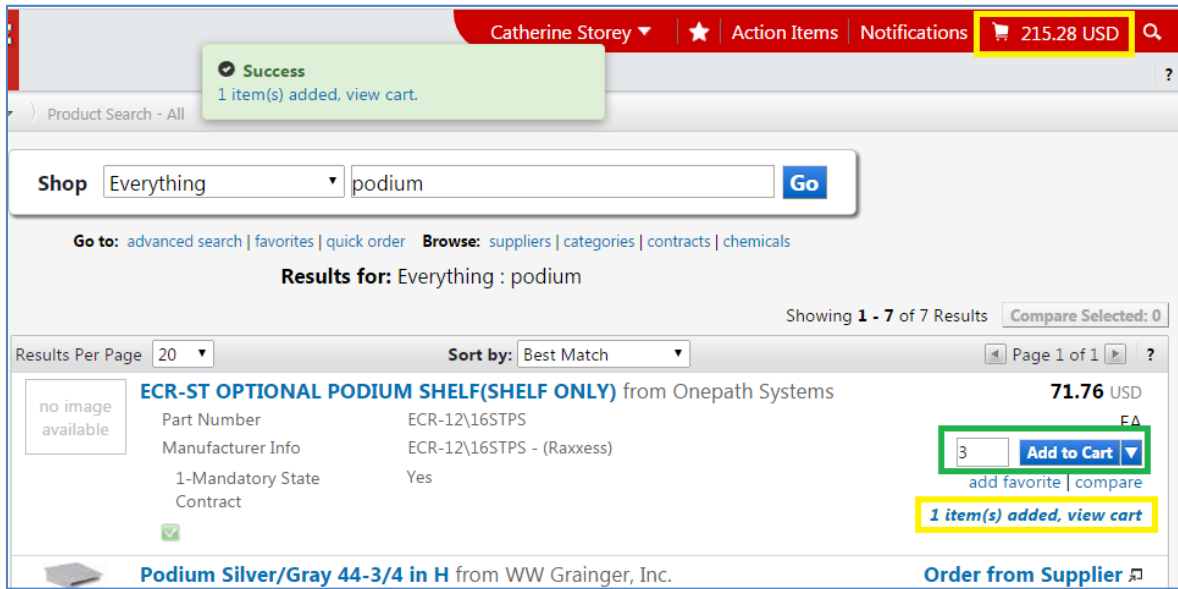 Catherine Storey Action Items Notifications 215.28 USD
Success
1 item(s) added, view cart.
?
Product Search - All
Shop Everything podium Go
Go to: advanced search | favorites | quick order Browse: suppliers | categories | contracts | chemicals
Results for: Everything : podium
Showing 1 - 7 of 7 Results Compare Selected: 0
Results Per Page 20 Sort by: Best Match Page 1 of 1 ?
no image available
ECR-ST OPTIONAL PODIUM SHELF(SHELF ONLY) from Onepath Systems 71.76 USD
Part Number ECR-12\16STPS EA
Manufacturer Info ECR-12\16STPS - (Raxxess) 3 Add to Cart
1-Mandatory State Contract Yes add favorite | compare
1 item(s) added, view cart
Podium Silver/Gray 44-3/4 in H from WW Grainger, Inc. Order from Supplier